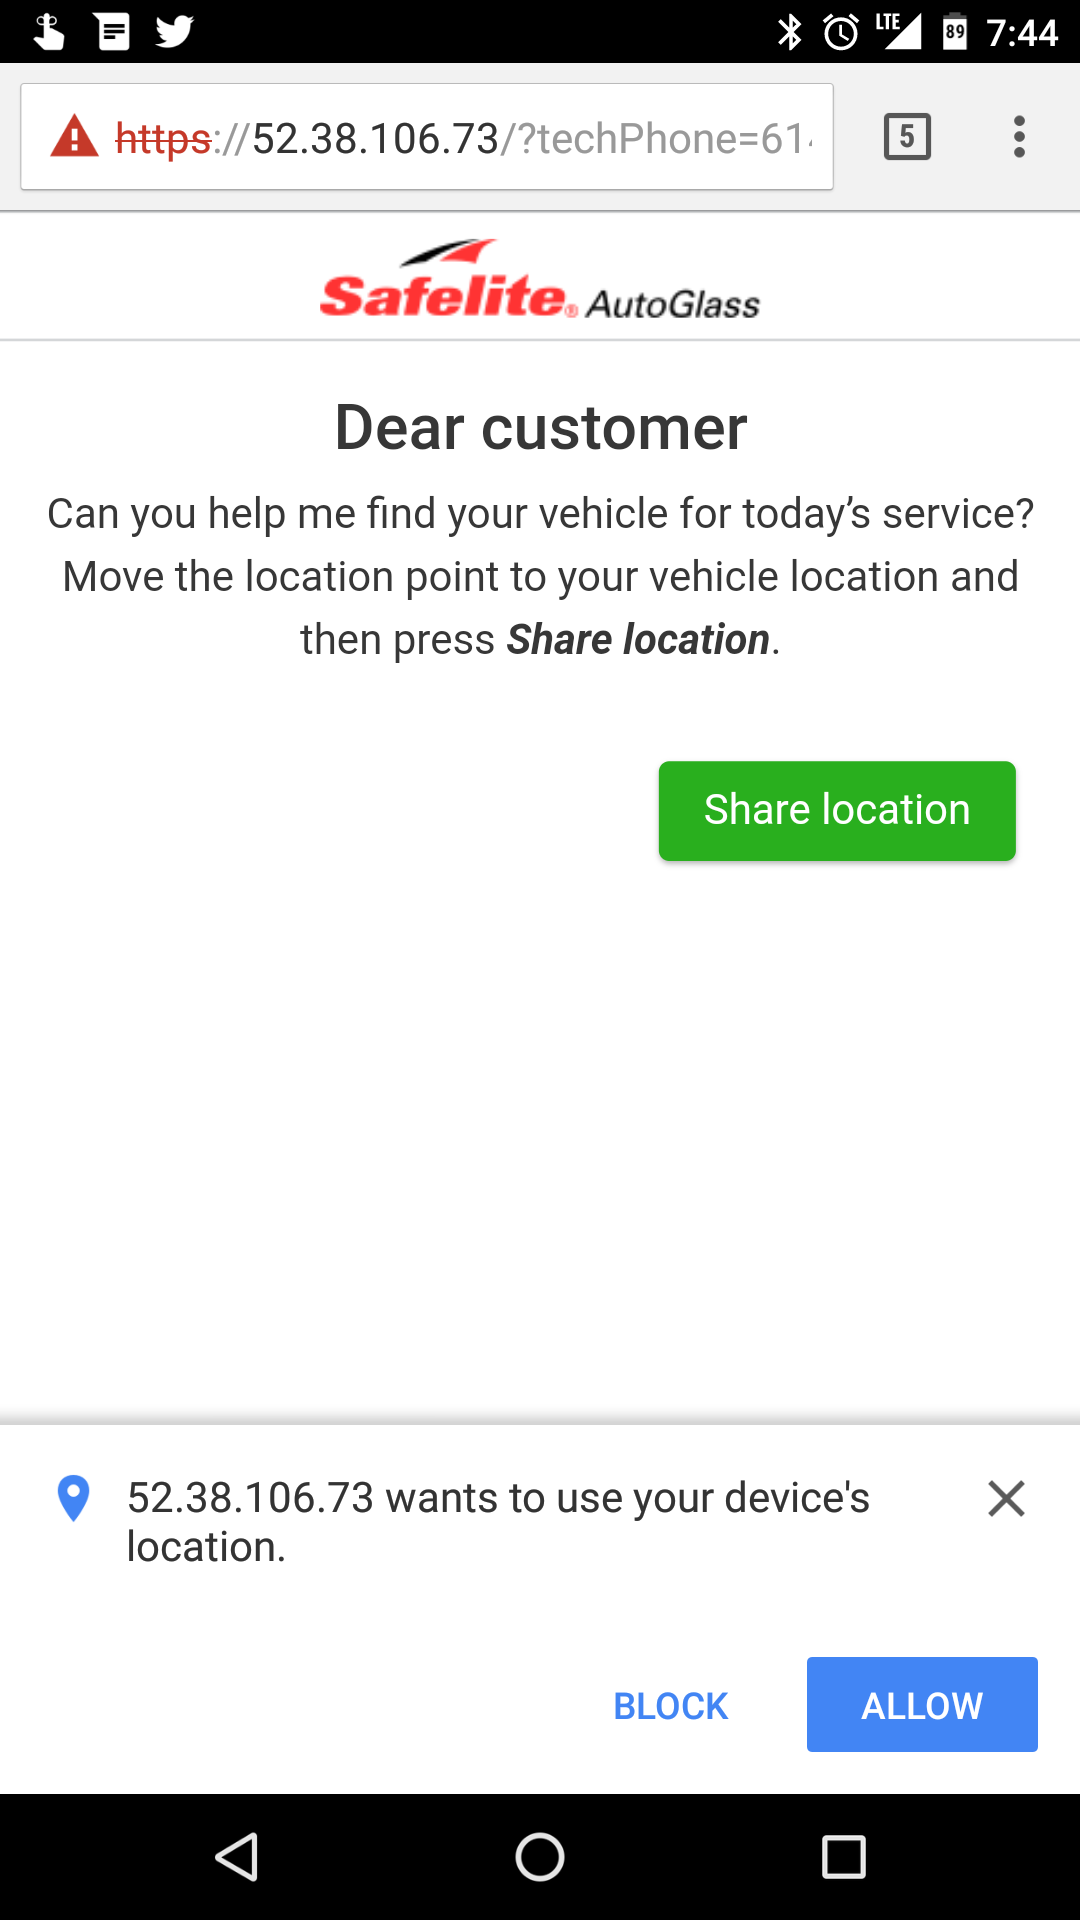 LTE 89 7:44
https://52.38.106.73/?techPhone=61
5
Safelite® AutoGlass
Dear customer
Can you help me find your vehicle for today’s service?
Move the location point to your vehicle location and
then press Share location.
Share location
52.38.106.73 wants to use your device's
location.
BLOCK ALLOW